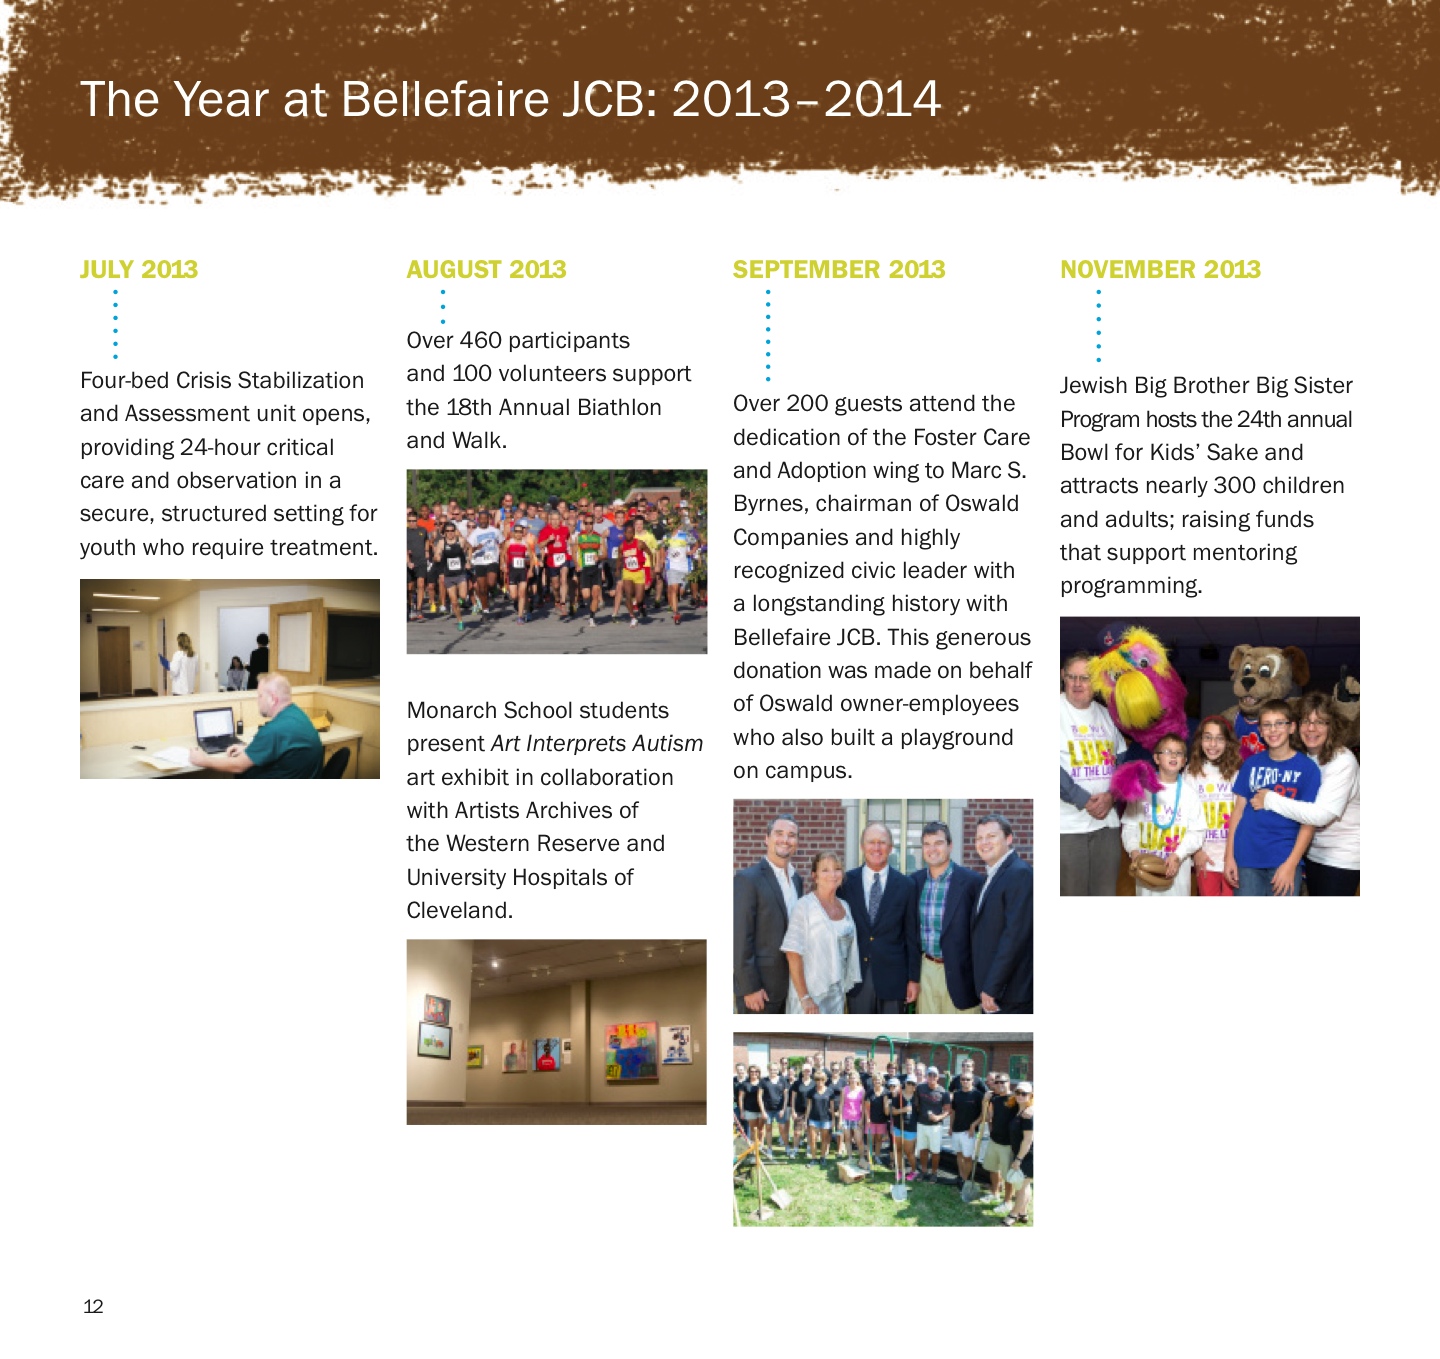 The Year at Bellefaire JCB: 2013–2014
JULY 2013
Four-bed Crisis Stabilization
and Assessment unit opens,
providing 24-hour critical
care and observation in a
secure, structured setting for
youth who require treatment.
AUGUST 2013
Over 460 participants
and 100 volunteers support
the 18th Annual Biathlon
and Walk.
Monarch School students
present Art Interprets Autism
art exhibit in collaboration
with Artists Archives of
the Western Reserve and
University Hospitals of
Cleveland.
SEPTEMBER 2013
Over 200 guests attend the
dedication of the Foster Care
and Adoption wing to Marc S.
Byrnes, chairman of Oswald
Companies and highly
recognized civic leader with
a longstanding history with
Bellefaire JCB. This generous
donation was made on behalf
of Oswald owner-employees
who also built a playground
on campus.
NOVEMBER 2013
Jewish Big Brother Big Sister
Program hosts the 24th annual
Bowl for Kids’ Sake and
attracts nearly 300 children
and adults; raising funds
that support mentoring
programming.
AERO-NY
87
12